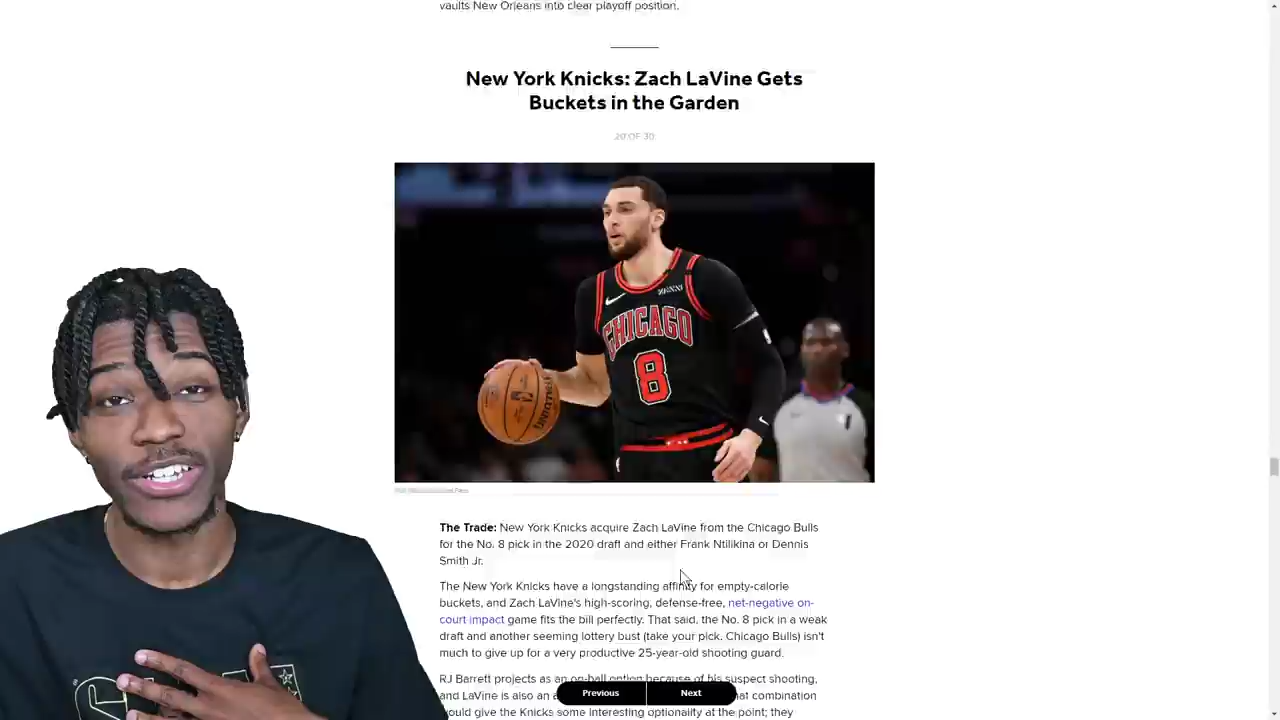 vaults New Orleans into clear playoff position.
New York Knicks: Zach LaVine Gets
Buckets in the Garden
20 OF 30
CHICAGO
8
The Trade: New York Knicks acquire Zach LaVine from the Chicago Bulls
for the No. 8 pick in the 2020 draft and either Frank Ntilikina or Dennis
Smith Jr.
The New York Knicks have a longstanding affinity for empty-calorie
buckets, and Zach LaVine's high-scoring, defense-free, net-negative on-
court impact game fits the bill perfectly. That said, the No. 8 pick in a weak
draft and another seeming lottery bust (take your pick, Chicago Bulls) isn't
much to give up for a very productive 25-year-old shooting guard.
RJ Barrett projects as an on-ball option because of his suspect shooting,
and LaVine is also an
Previous
Next
combination
would give the Knicks some interesting optionality at the point; they